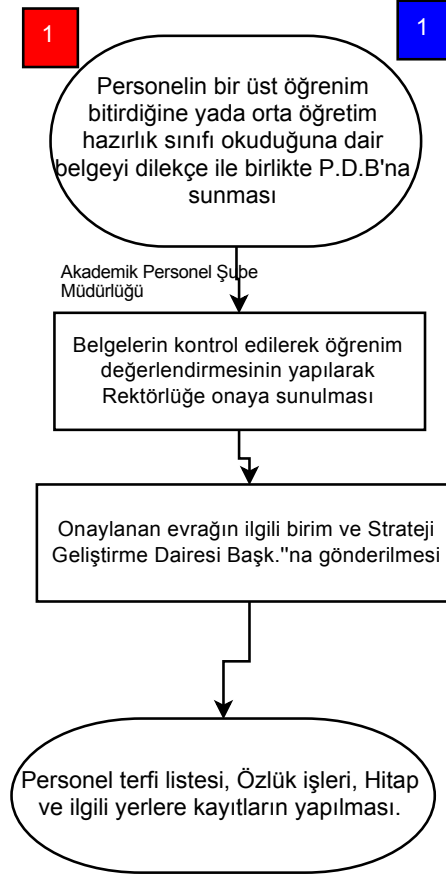 1
1
Personelin bir üst öğrenim
bitirdiğine yada orta öğretim
hazırlık sınıfı okuduğuna dair
belgeyi dilekçe ile birlikte P.D.B'na
sunması
Akademik Personel Şube
Müdürlüğü
Belgelerin kontrol edilerek öğrenim
değerlendirmesinin yapılarak
Rektörlüğe onaya sunulması
Onaylanan evrağın ilgili birim ve Strateji
Geliştirme Dairesi Başk."na gönderilmesi
Personel terfi listesi, Özlük işleri, Hitap
ve ilgili yerlere kayıtların yapılması.